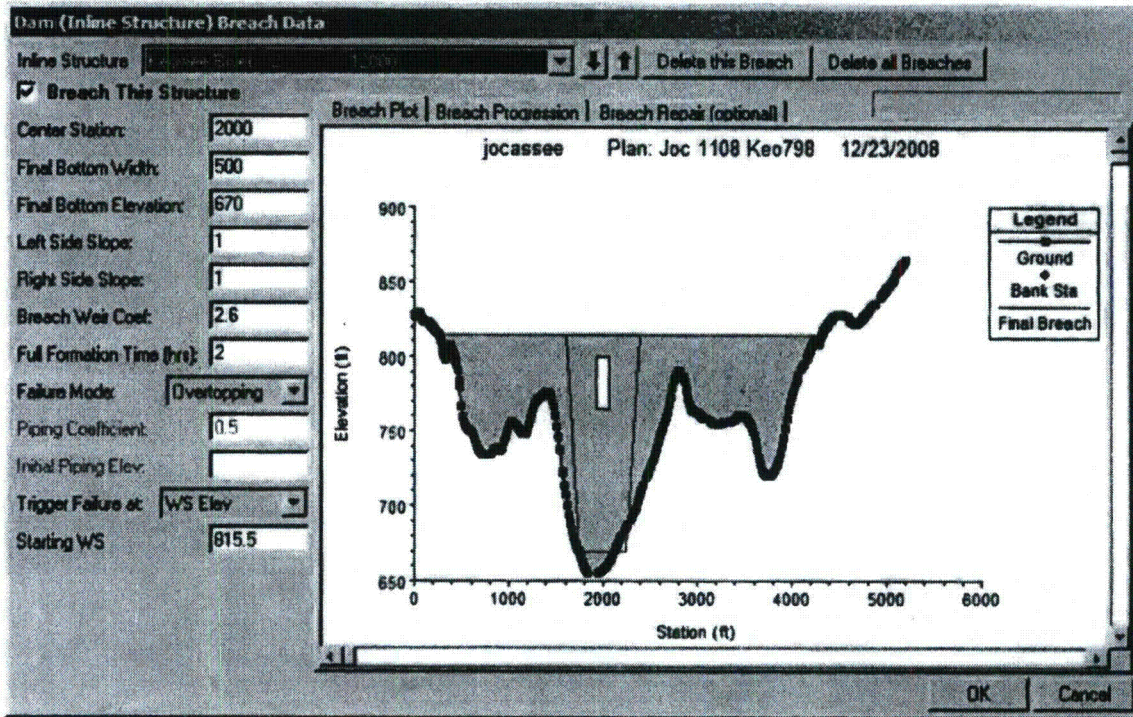 Dam (Inline Structure) Breach Data
Inline Structure
Delete this Breach
Delete all Breaches
Breach This Structure
Center Station: 2000
Final Bottom Width: 500
Final Bottom Elevation: 670
Left Side Slope: 1
Right Side Slope: 1
Breach Weir Coef: 2.6
Full Formation Time (hrs): 2
Failure Mode: Overtopping
Piping Coefficient: 0.5
Initial Piping Elev:
Trigger Failure at: WS Elev
Starting WS 815.5
Breach Plot
Breach Progression
Breach Repair (optional)
jocassee Plan: Joc 1108 Keo798 12/23/2008
Elevation (ft)
900
850
800
750
700
650
0 1000 2000 3000 4000 5000 6000
Station (ft)
Legend
Ground
Bank Sta
Final Breach
OK
Cancel